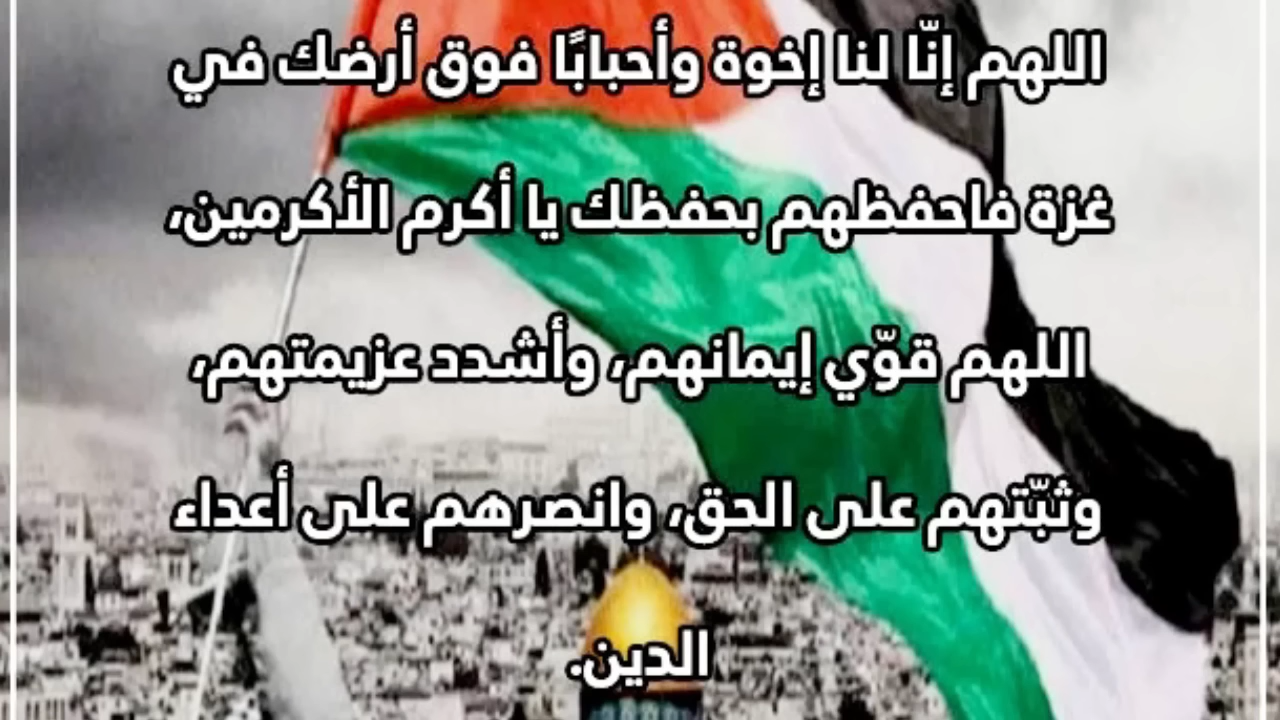 اللهم إنّا لنا إخوة وأحبابًا فوق أرضك في
غزة فاحفظهم بحفظك يا أكرم الأكرمين،
اللهم قوّي إيمانهم، وأشدد عزيمتهم،
وثبّتهم على الحق، وانصرهم على أعداء
الدين.